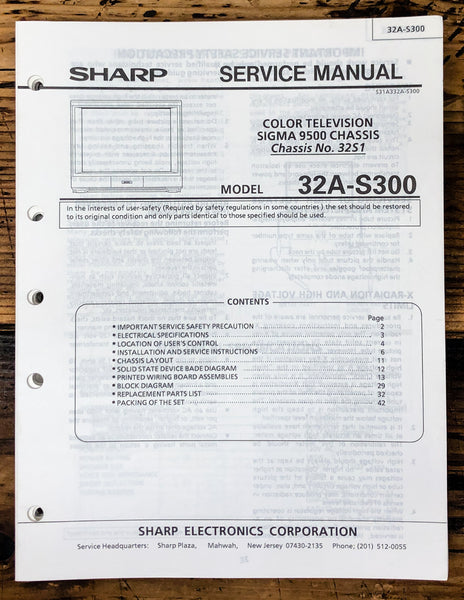 32A-S300
SHARP SERVICE MANUAL
S31A332A-S300
COLOR TELEVISION
SIGMA 9500 CHASSIS
Chassis No. 32S1
MODEL 32A-S300
In the interests of user-safety (Required by safety regulations in some countries ) the set should be restored
to its original condition and only parts identical to those specified should be used.
CONTENTS
Page
• IMPORTANT SERVICE SAFETY PRECAUTION 2
• ELECTRICAL SPECIFICATIONS 3
• LOCATION OF USER'S CONTROL 4
• INSTALLATION AND SERVICE INSTRUCTIONS 6
• CHASSIS LAYOUT 11
• SOLID STATE DEVICE BADE DIAGRAM 12
• PRINTED WIRING BOARD ASSEMBLIES 13
• BLOCK DIAGRAM 29
• REPLACEMENT PARTS LIST 32
• PACKING OF THE SET 42
SHARP ELECTRONICS CORPORATION
Service Headquarters: Sharp Plaza, Mahwah, New Jersey 07430-2135 Phone; (201) 512-0055